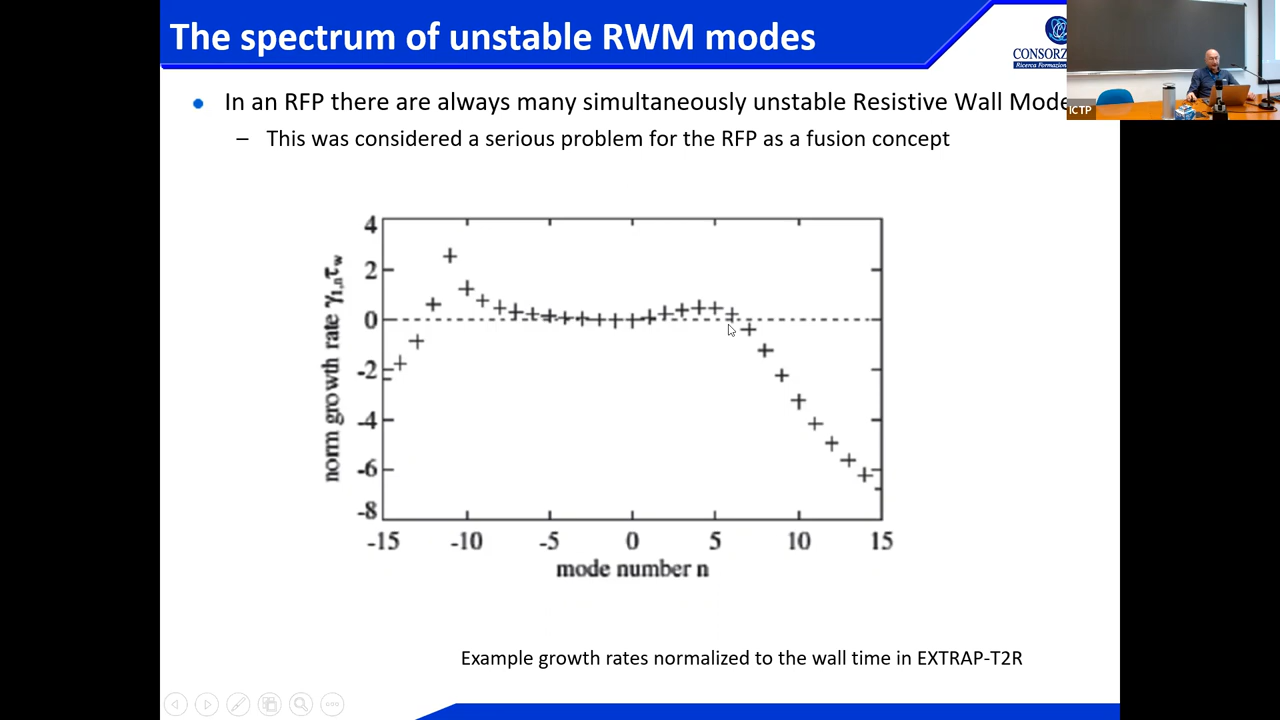 The spectrum of unstable RWM modes
CONSORZ
Ricerca Formazion
ICTP
In an RFP there are always many simultaneously unstable Resistive Wall Mode
– This was considered a serious problem for the RFP as a fusion concept
norm growth rate γ1,nτw
4
2
0
-2
-4
-6
-8
-15 -10 -5 0 5 10 15
mode number n
Example growth rates normalized to the wall time in EXTRAP-T2R